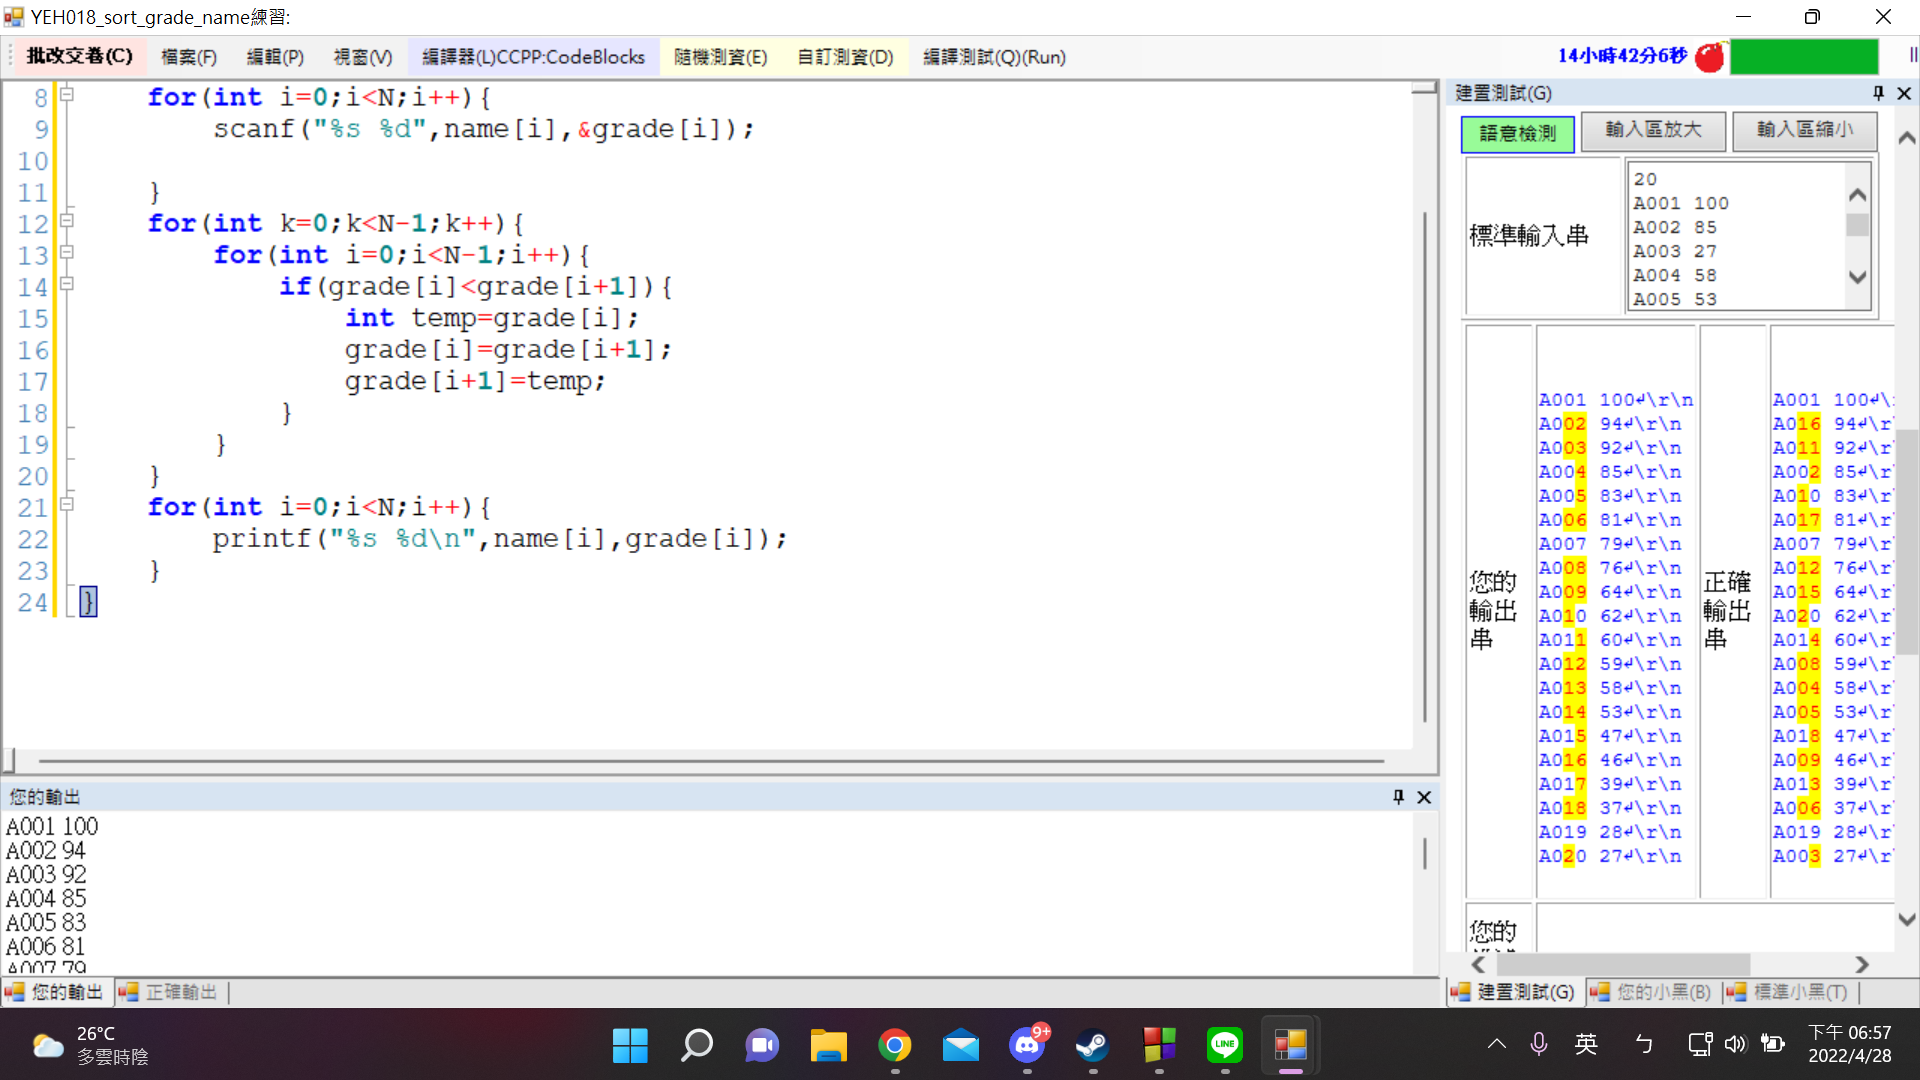 YEH018_sort_grade_name練習:
批改交卷(C) 檔案(F) 編輯(P) 視窗(V) 編譯器(L)CCPP:CodeBlocks 隨機測資(E) 自訂測資(D) 編譯測試(Q)(Run) 14小時42分6秒
8 for(int i=0;i<N;i++){
9 scanf("%s %d",name[i],&grade[i]);
10
11 }
12 for(int k=0;k<N-1;k++){
13 for(int i=0;i<N-1;i++){
14 if(grade[i]<grade[i+1]){
15 int temp=grade[i];
16 grade[i]=grade[i+1];
17 grade[i+1]=temp;
18 }
19 }
20 }
21 for(int i=0;i<N;i++){
22 printf("%s %d\n",name[i],grade[i]);
23 }
24 }
您的輸出
A001 100
A002 94
A003 92
A004 85
A005 83
A006 81
A007 79
您的輸出 正確輸出
建置測試(G)
語意檢測 輸入區放大 輸入區縮小
標準輸入串
20
A001 100
A002 85
A003 27
A004 58
A005 53
您的輸出串
A001 100↵\r\n
A002 94↵\r\n
A003 92↵\r\n
A004 85↵\r\n
A005 83↵\r\n
A006 81↵\r\n
A007 79↵\r\n
A008 76↵\r\n
A009 64↵\r\n
A010 62↵\r\n
A011 60↵\r\n
A012 59↵\r\n
A013 58↵\r\n
A014 53↵\r\n
A015 47↵\r\n
A016 46↵\r\n
A017 39↵\r\n
A018 37↵\r\n
A019 28↵\r\n
A020 27↵\r\n
正確輸出串
A001 100↵\
A016 94↵\r
A011 92↵\r
A002 85↵\r
A010 83↵\r
A017 81↵\r
A007 79↵\r
A012 76↵\r
A015 64↵\r
A020 62↵\r
A014 60↵\r
A008 59↵\r
A004 58↵\r
A005 53↵\r
A018 47↵\r
A009 46↵\r
A013 39↵\r
A006 37↵\r
A019 28↵\r
A003 27↵\r
您的
建置測試(G) 您的小黑(B) 標準小黑(T)
26°C
多雲時陰
9+
LINE
英 ㄅ
下午 06:57
2022/4/28